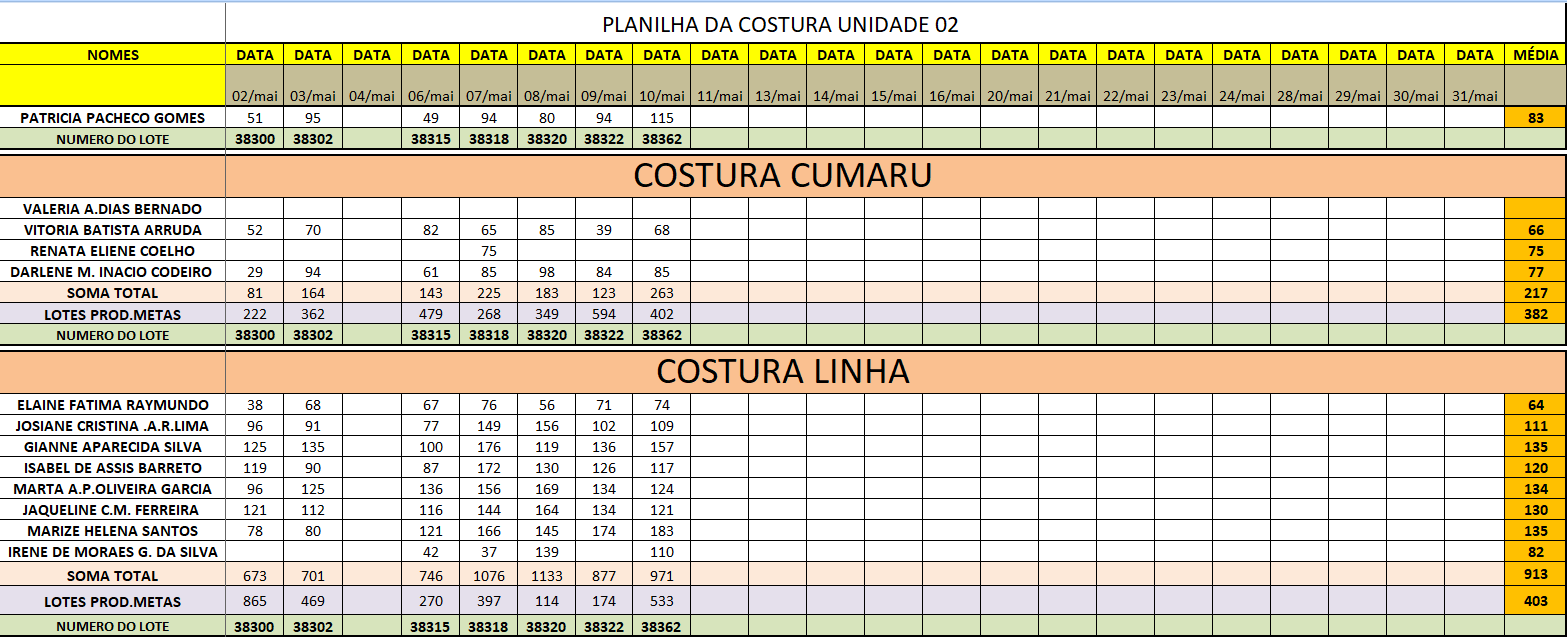 PLANILHA DA COSTURA UNIDADE 02
NOMES DATA DATA DATA DATA DATA DATA DATA DATA DATA DATA DATA DATA DATA DATA DATA DATA DATA DATA DATA DATA DATA DATA MÉDIA
02/mai 03/mai 04/mai 06/mai 07/mai 08/mai 09/mai 10/mai 11/mai 13/mai 14/mai 15/mai 16/mai 20/mai 21/mai 22/mai 23/mai 24/mai 28/mai 29/mai 30/mai 31/mai
PATRICIA PACHECO GOMES 51 95 49 94 80 94 115 83
NUMERO DO LOTE 38300 38302 38315 38318 38320 38322 38362
COSTURA CUMARU
VALERIA A.DIAS BERNADO
VITORIA BATISTA ARRUDA 52 70 82 65 85 39 68 66
RENATA ELIENE COELHO 75 75
DARLENE M. INACIO CODEIRO 29 94 61 85 98 84 85 77
SOMA TOTAL 81 164 143 225 183 123 263 217
LOTES PROD.METAS 222 362 479 268 349 594 402 382
NUMERO DO LOTE 38300 38302 38315 38318 38320 38322 38362
COSTURA LINHA
ELAINE FATIMA RAYMUNDO 38 68 67 76 56 71 74 64
JOSIANE CRISTINA .A.R.LIMA 96 91 77 149 156 102 109 111
GIANNE APARECIDA SILVA 125 135 100 176 119 136 157 135
ISABEL DE ASSIS BARRETO 119 90 87 172 130 126 117 120
MARTA A.P.OLIVEIRA GARCIA 96 125 136 156 169 134 124 134
JAQUELINE C.M. FERREIRA 121 112 116 144 164 134 121 130
MARIZE HELENA SANTOS 78 80 121 166 145 174 183 135
IRENE DE MORAES G. DA SILVA 42 37 139 110 82
SOMA TOTAL 673 701 746 1076 1133 877 971 913
LOTES PROD.METAS 865 469 270 397 114 174 533 403
NUMERO DO LOTE 38300 38302 38315 38318 38320 38322 38362